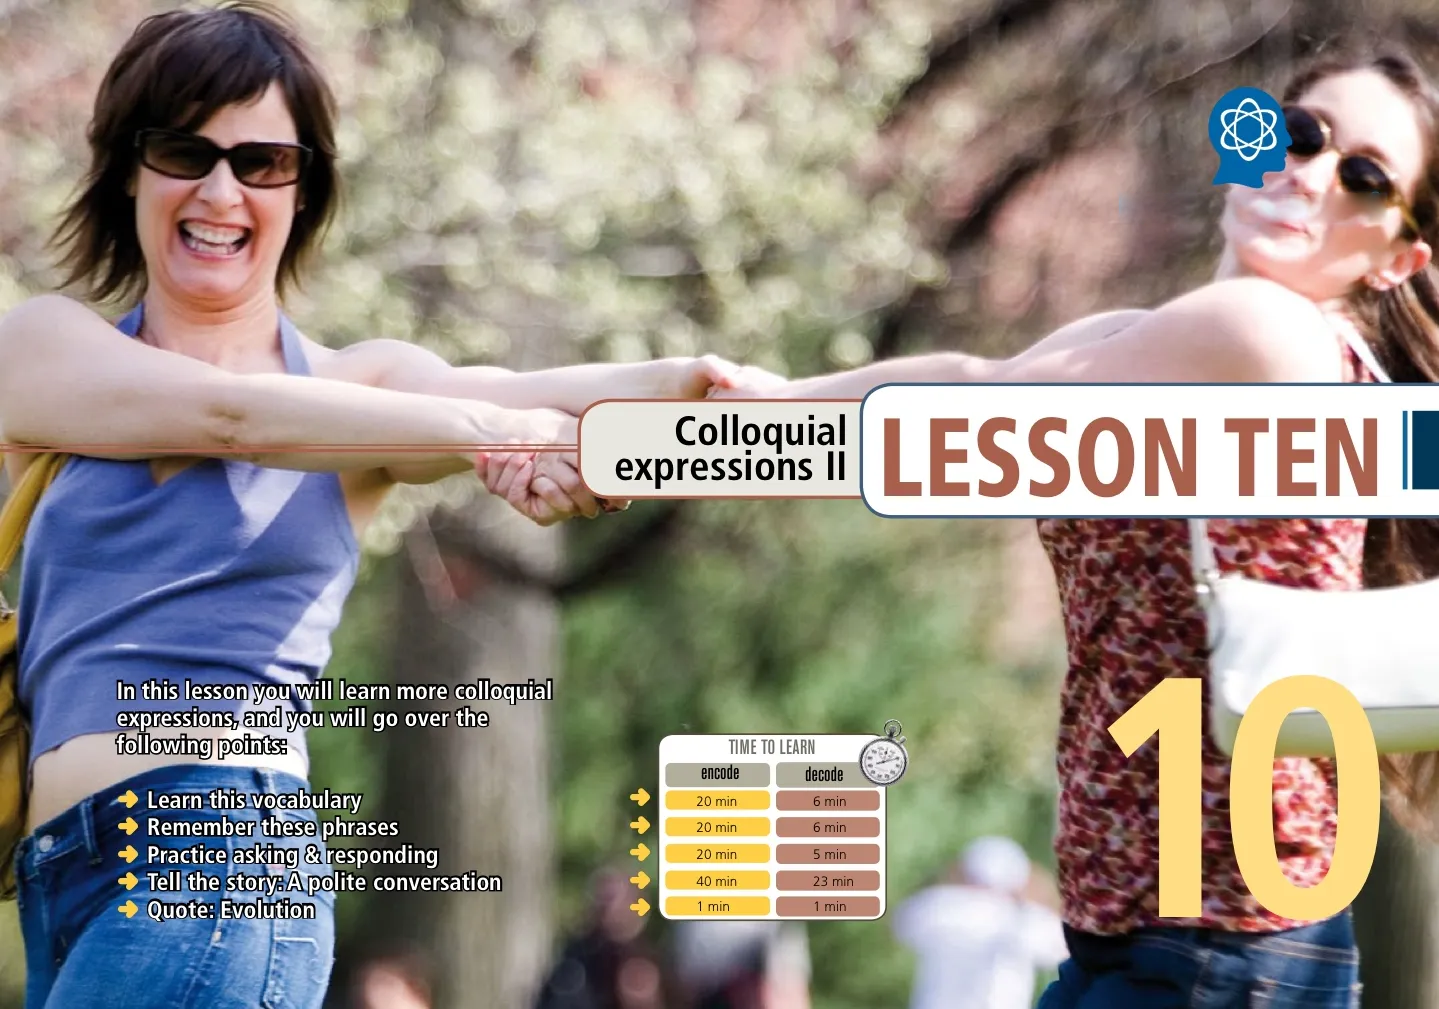 Colloquial
expressions II
LESSON TEN
In this lesson you will learn more colloquial
expressions, and you will go over the
following points:
Learn this vocabulary
Remember these phrases
Practice asking & responding
Tell the story: A polite conversation
Quote: Evolution
TIME TO LEARN
encode decode
20 min 6 min
20 min 6 min
20 min 5 min
40 min 23 min
1 min 1 min
10